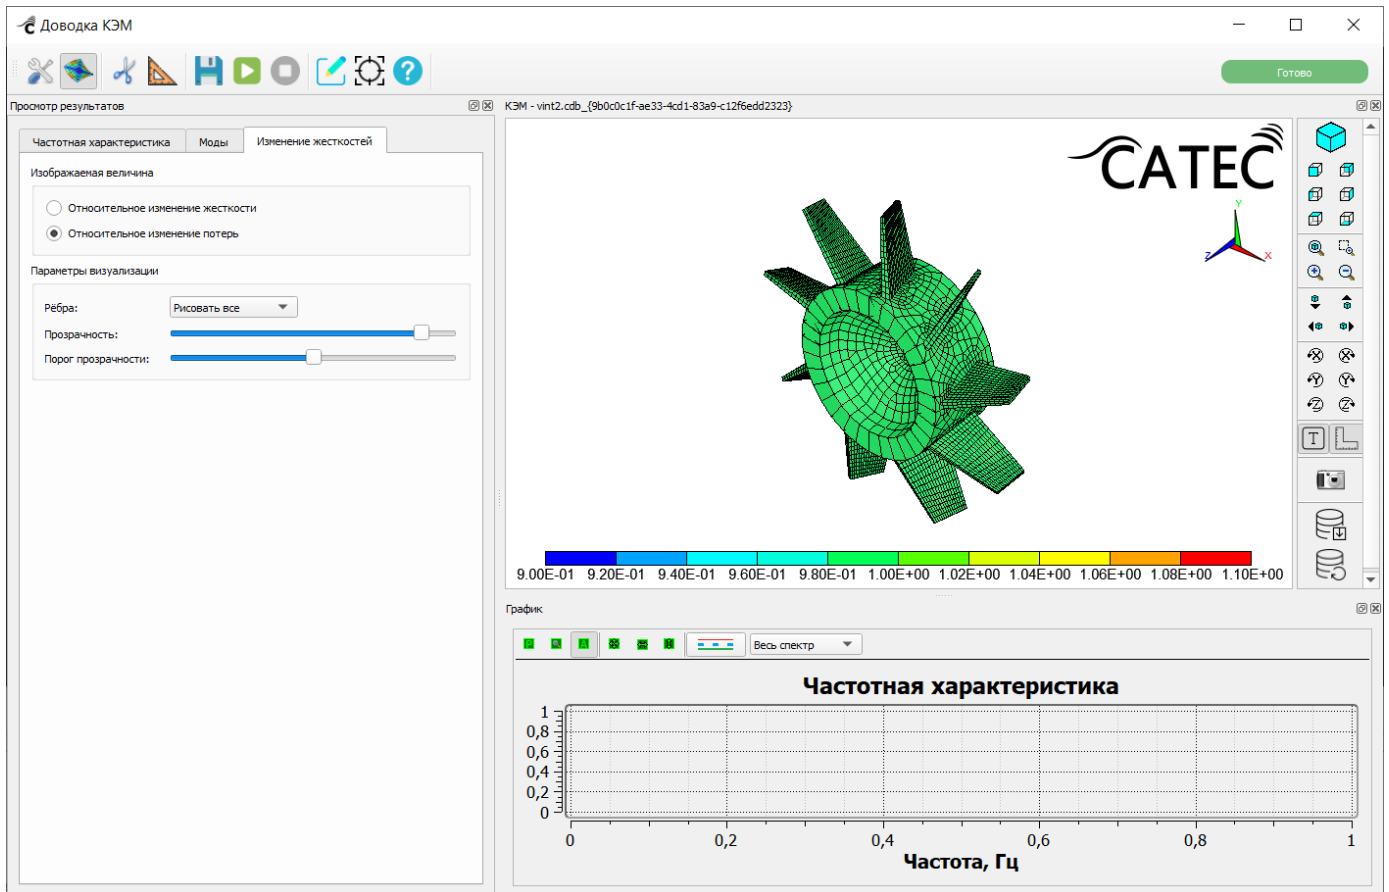 Доводка КЭМ
Готово
Просмотр результатов
Частотная характеристика
Моды
Изменение жесткостей
Изображаемая величина
Относительное изменение жесткости
Относительное изменение потерь
Параметры визуализации
Рёбра:
Рисовать все
Прозрачность:
Порог прозрачности:
КЭМ - vint2.cdb_{9b0c0c1f-ae33-4cd1-83a9-c12f6edd2323}
CATEC
Y
Z
X
9.00E-01 9.20E-01 9.40E-01 9.60E-01 9.80E-01 1.00E+00 1.02E+00 1.04E+00 1.06E+00 1.08E+00 1.10E+00
X X
Y Y
Z Z
T
График
Весь спектр
Частотная характеристика
1
0,8
0,6
0,4
0,2
0
0 0,2 0,4 0,6 0,8 1
Частота, Гц